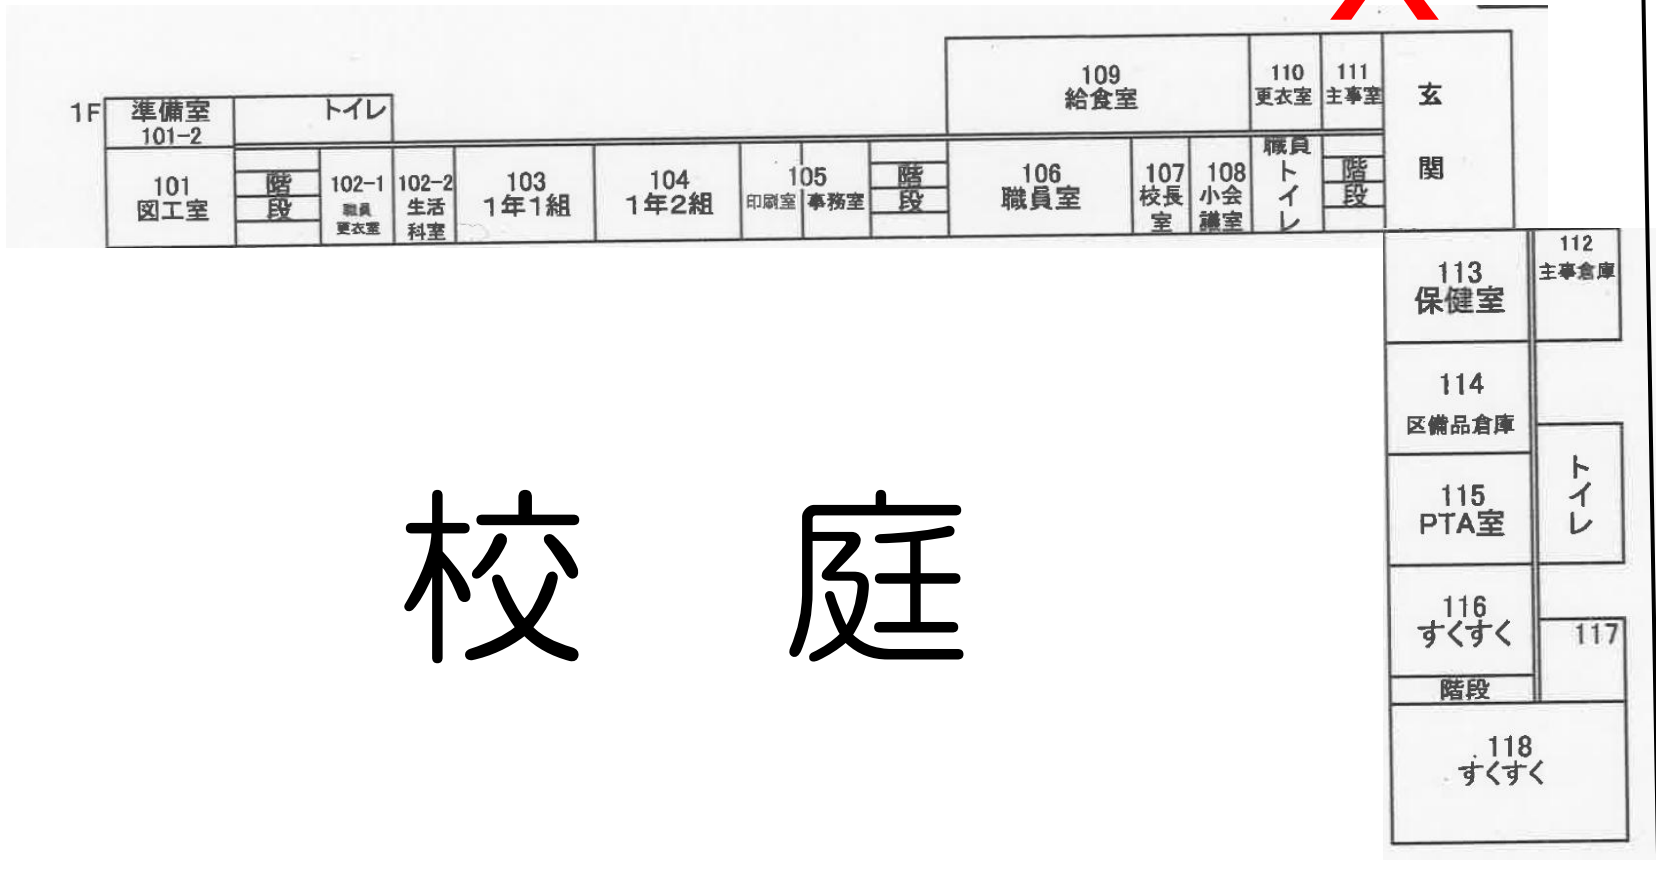 1F
準備室
101-2
トイレ
109
給食室
110
更衣室
111
主事室
玄
関
101
図工室
階
段
102-1
職員
更衣室
102-2
生活
科室
103
1年1組
104
1年2組
105
印刷室
事務室
階
段
106
職員室
107
校長
室
108
小会
議室
職員
ト
イ
レ
階
段
113
保健室
112
主事倉庫
114
区備品倉庫
115
PTA室
ト
イ
レ
116
すくすく
117
階段
118
すくすく
校庭